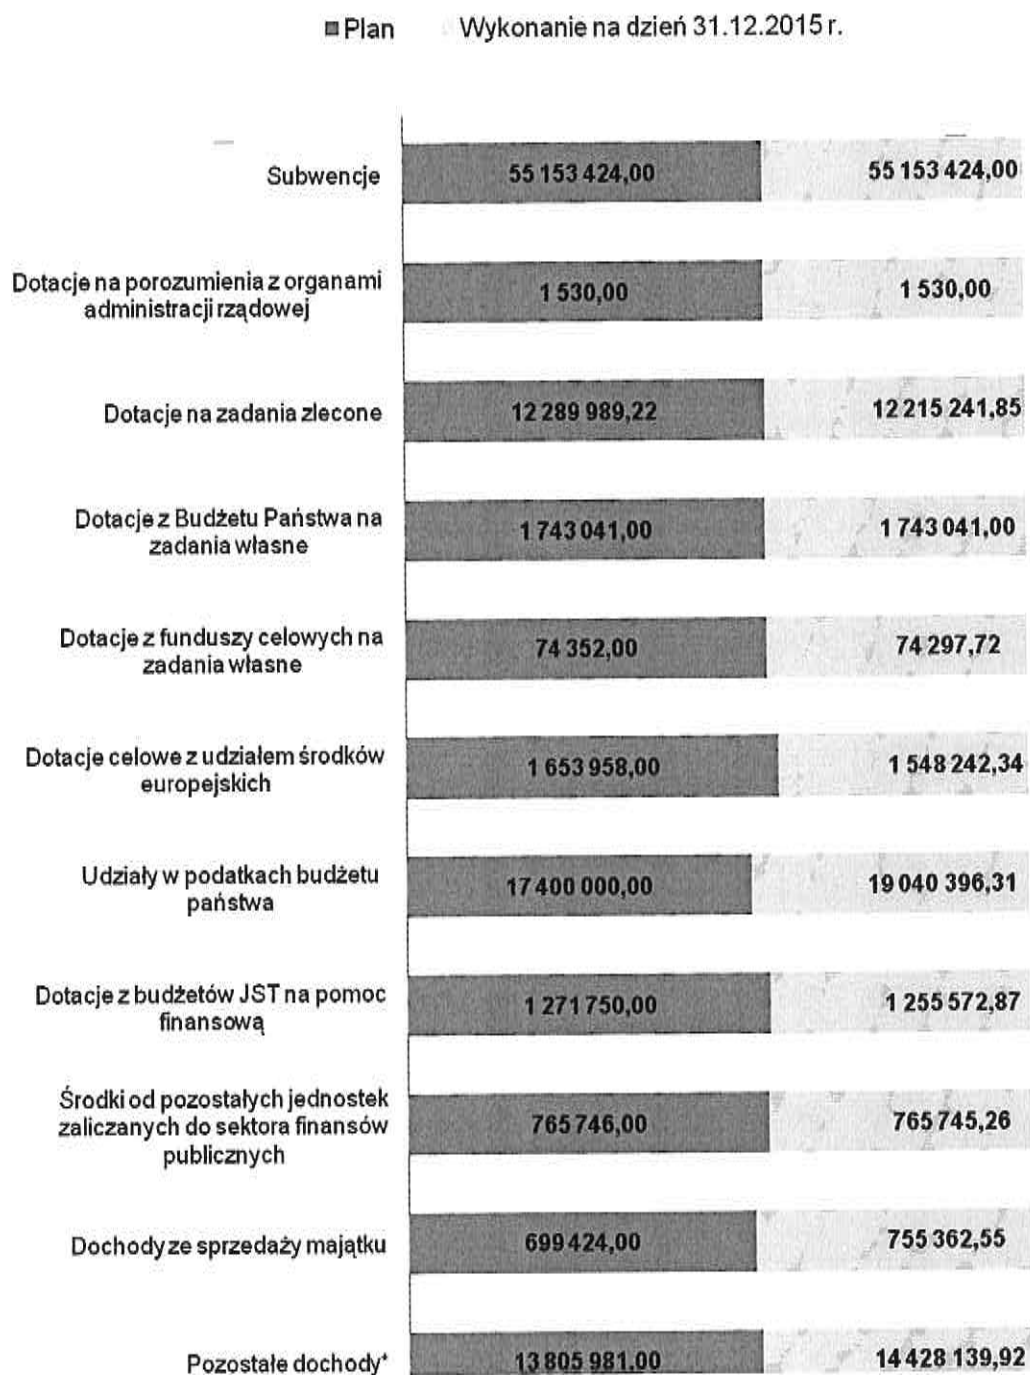 Plan Wykonanie na dzień 31.12.2015 r.
Subwencje 55 153 424,00 55 153 424,00
Dotacje na porozumienia z organami
administracji rządowej 1 530,00 1 530,00
Dotacje na zadania zlecone 12 289 989,22 12 215 241,85
Dotacje z Budżetu Państwa na
zadania własne 1 743 041,00 1 743 041,00
Dotacje z funduszy celowych na
zadania własne 74 352,00 74 297,72
Dotacje celowe z udziałem środków
europejskich 1 653 958,00 1 548 242,34
Udziały w podatkach budżetu
państwa 17 400 000,00 19 040 396,31
Dotacje z budżetów JST na pomoc
finansową 1 271 750,00 1 255 572,87
Środki od pozostałych jednostek
zaliczanych do sektora finansów
publicznych 765 746,00 765 745,26
Dochody ze sprzedaży majątku 699 424,00 755 362,55
Pozostałe dochody* 13 805 981,00 14 428 139,92